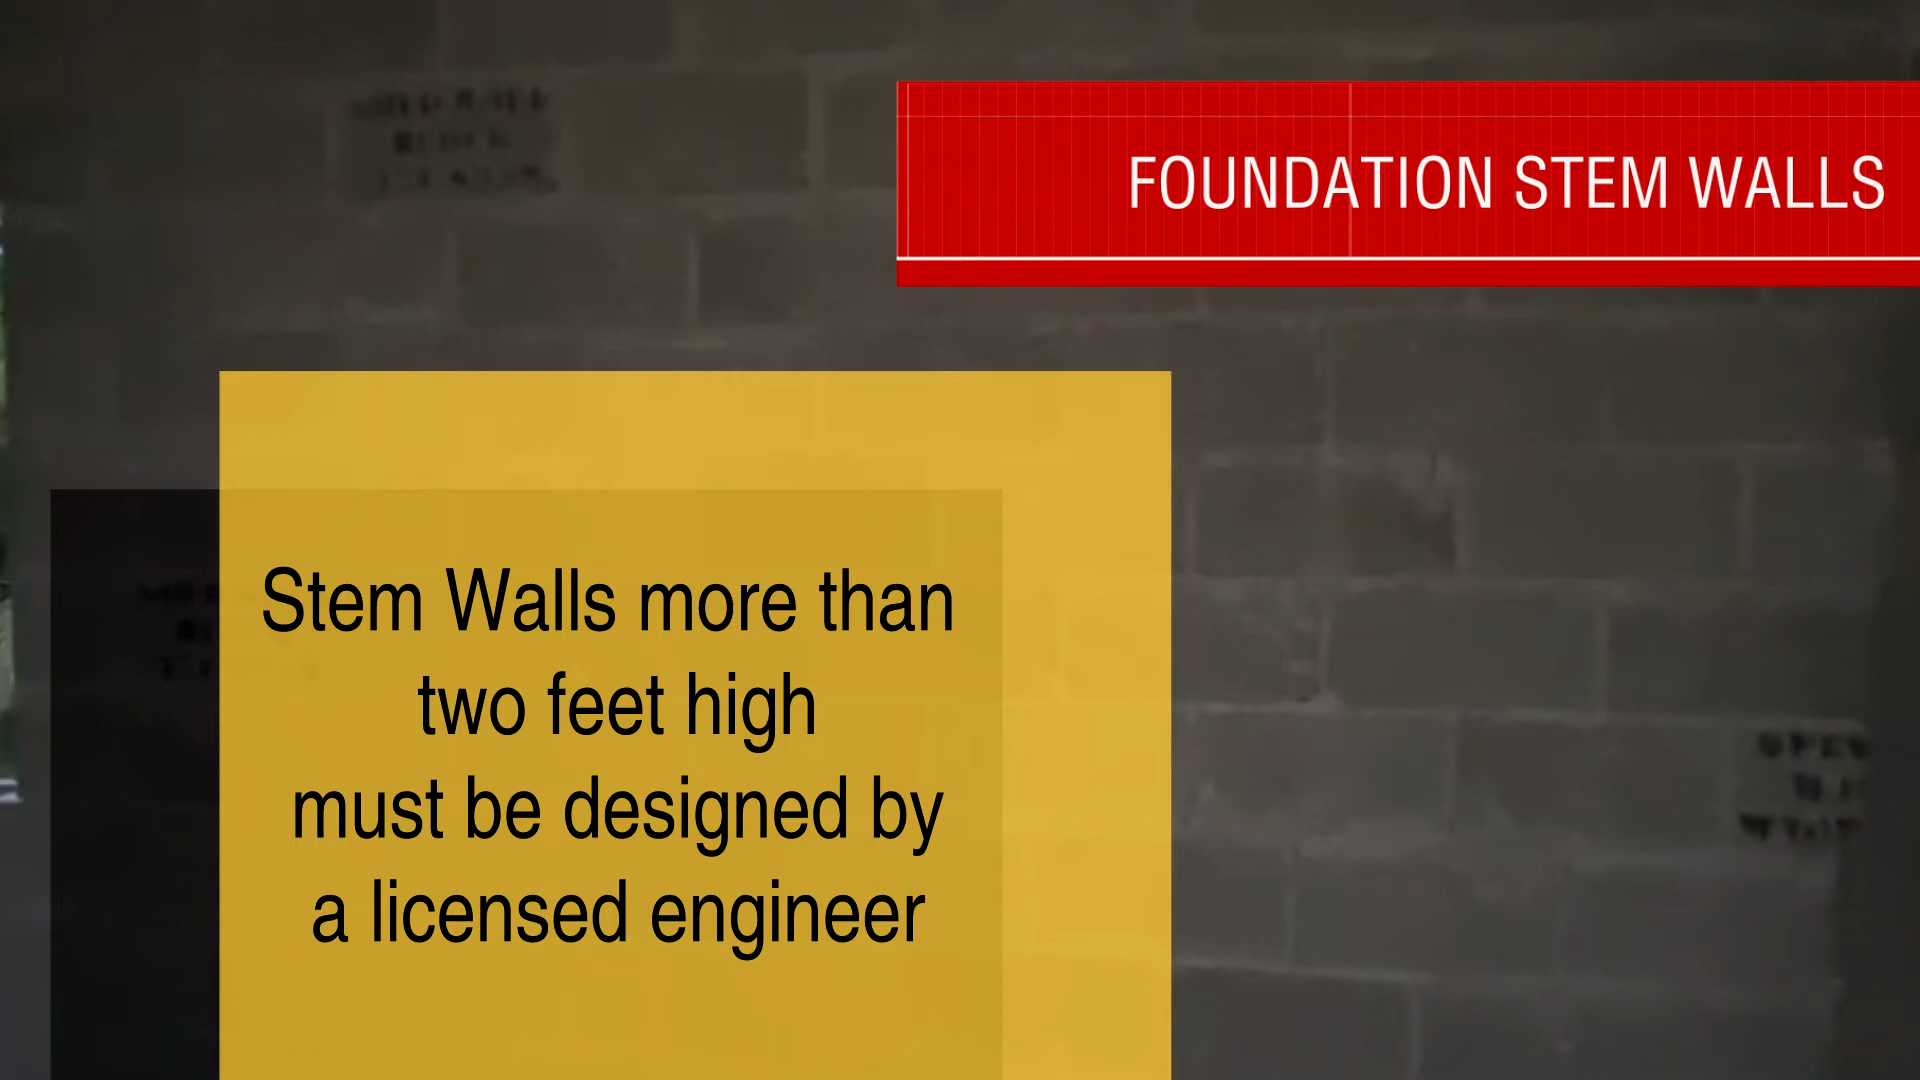 FOUNDATION STEM WALLS
Stem Walls more than
two feet high
must be designed by
a licensed engineer